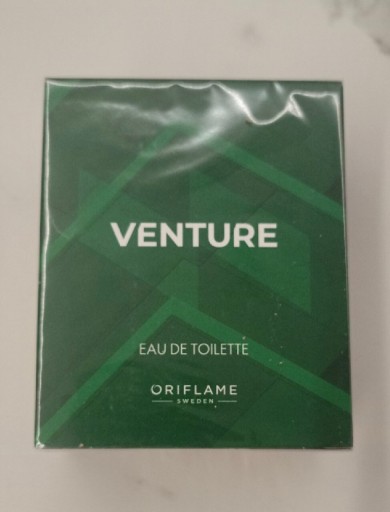 VENTURE
EAU DE TOILETTE
ORIFLAME
SWEDEN